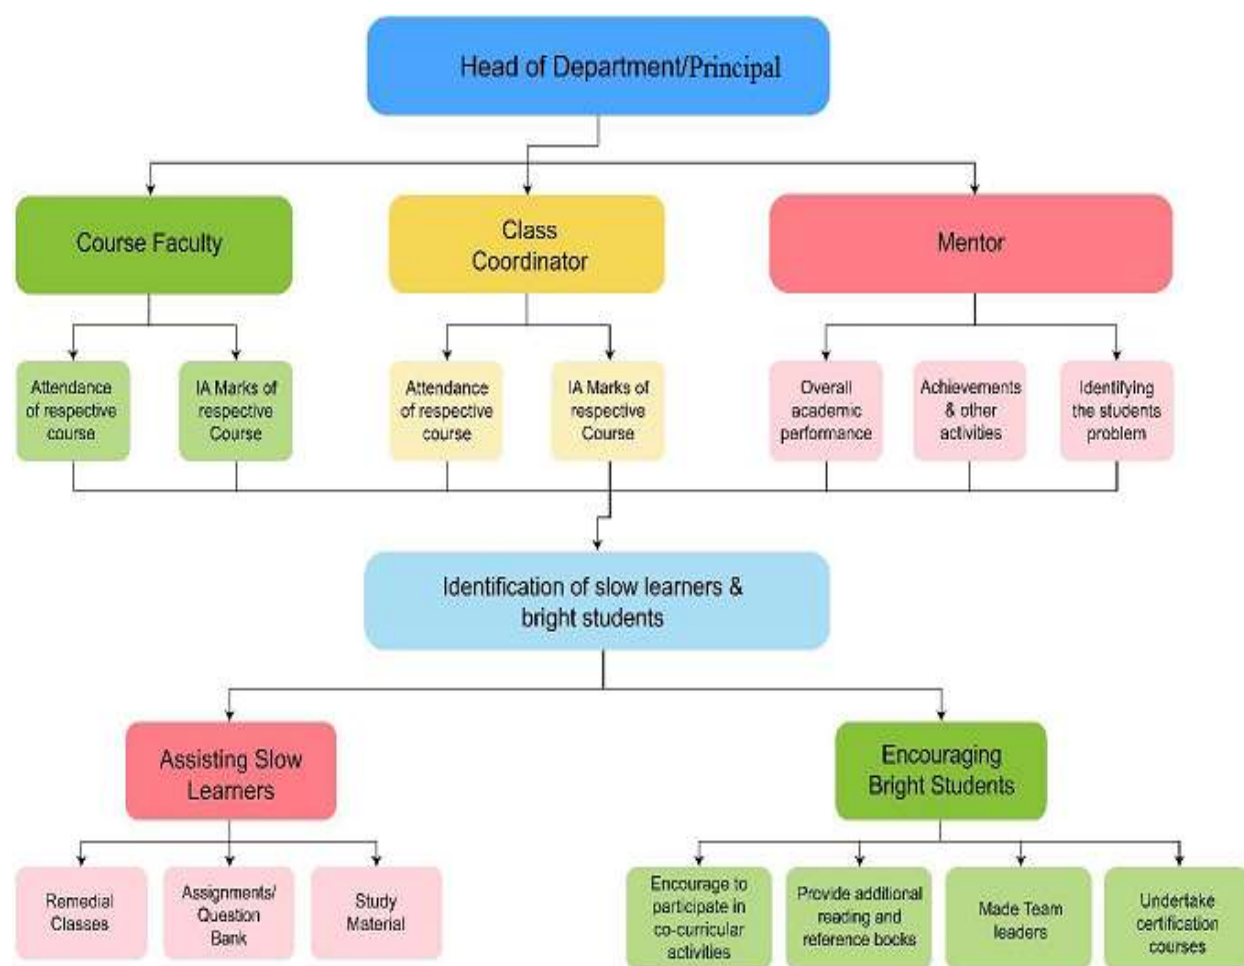 Head of Department/Principal
Course Faculty
Class
Coordinator
Mentor
Attendance
of respective
course
IA Marks of
respective
Course
Attendance
of respective
course
IA Marks of
respective
Course
Overall
academic
performance
Achievements
& other
activities
Identifying
the students
problem
Identification of slow learners &
bright students
Assisting Slow
Learners
Encouraging
Bright Students
Remedial
Classes
Assignments/
Question
Bank
Study
Material
Encourage to
participate in
co-curricular
activities
Provide additional
reading and
reference books
Made Team
leaders
Undertake
certification
courses